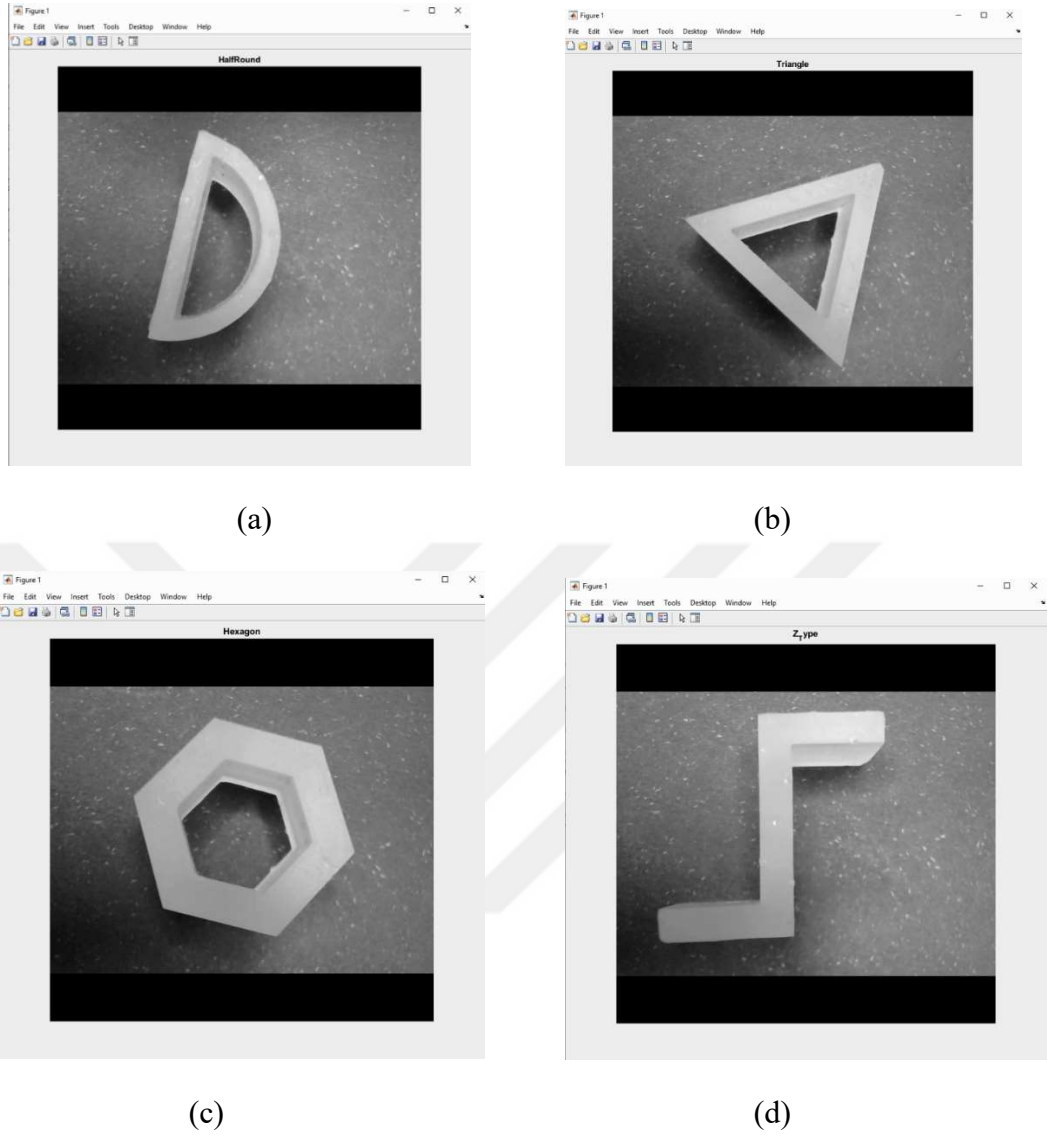 Figure 1
File Edit View Insert Tools Desktop Window Help
HalfRound
(a)
Figure 1
File Edit View Insert Tools Desktop Window Help
Triangle
(b)
Figure 1
File Edit View Insert Tools Desktop Window Help
Hexagon
(c)
Figure 1
File Edit View Insert Tools Desktop Window Help
Z_Type
(d)